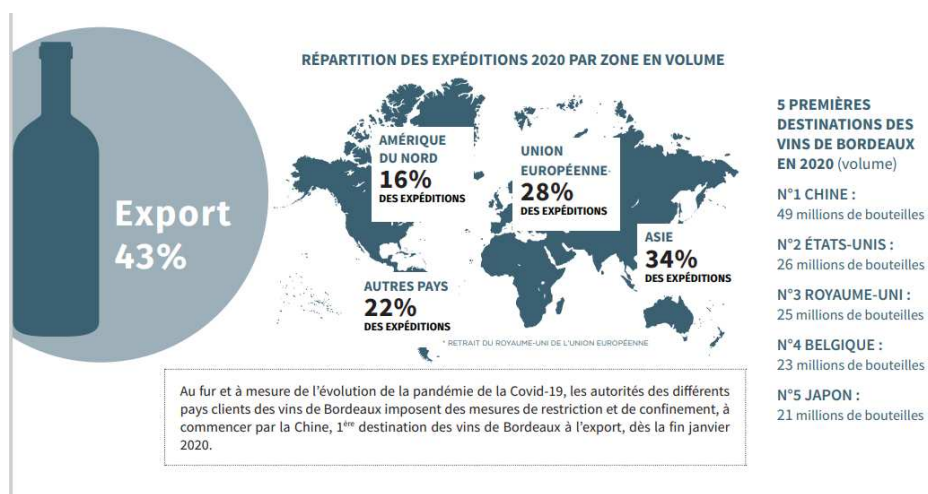 Export
43%
RÉPARTITION DES EXPÉDITIONS 2020 PAR ZONE EN VOLUME
AMÉRIQUE
DU NORD
16%
DES EXPÉDITIONS
UNION
EUROPÉENNE*
28%
DES EXPÉDITIONS
ASIE
34%
DES EXPÉDITIONS
AUTRES PAYS
22%
DES EXPÉDITIONS
* RETRAIT DU ROYAUME-UNI DE L'UNION EUROPÉENNE
Au fur et à mesure de l'évolution de la pandémie de la Covid-19, les autorités des différents
pays clients des vins de Bordeaux imposent des mesures de restriction et de confinement, à
commencer par la Chine, 1ère destination des vins de Bordeaux à l'export, dès la fin janvier
2020.
5 PREMIÈRES
DESTINATIONS DES
VINS DE BORDEAUX
EN 2020 (volume)
N°1 CHINE :
49 millions de bouteilles
N°2 ÉTATS-UNIS :
26 millions de bouteilles
N°3 ROYAUME-UNI :
25 millions de bouteilles
N°4 BELGIQUE :
23 millions de bouteilles
N°5 JAPON :
21 millions de bouteilles